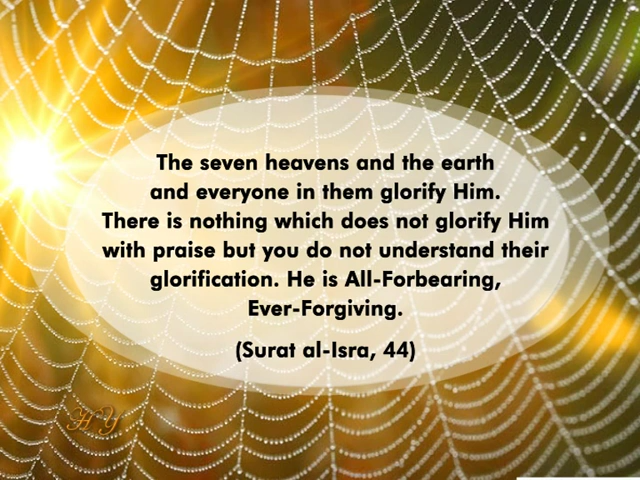 The seven heavens and the earth
and everyone in them glorify Him.
There is nothing which does not glorify Him
with praise but you do not understand their
glorification. He is All-Forbearing,
Ever-Forgiving.
(Surat al-Isra, 44)
HY